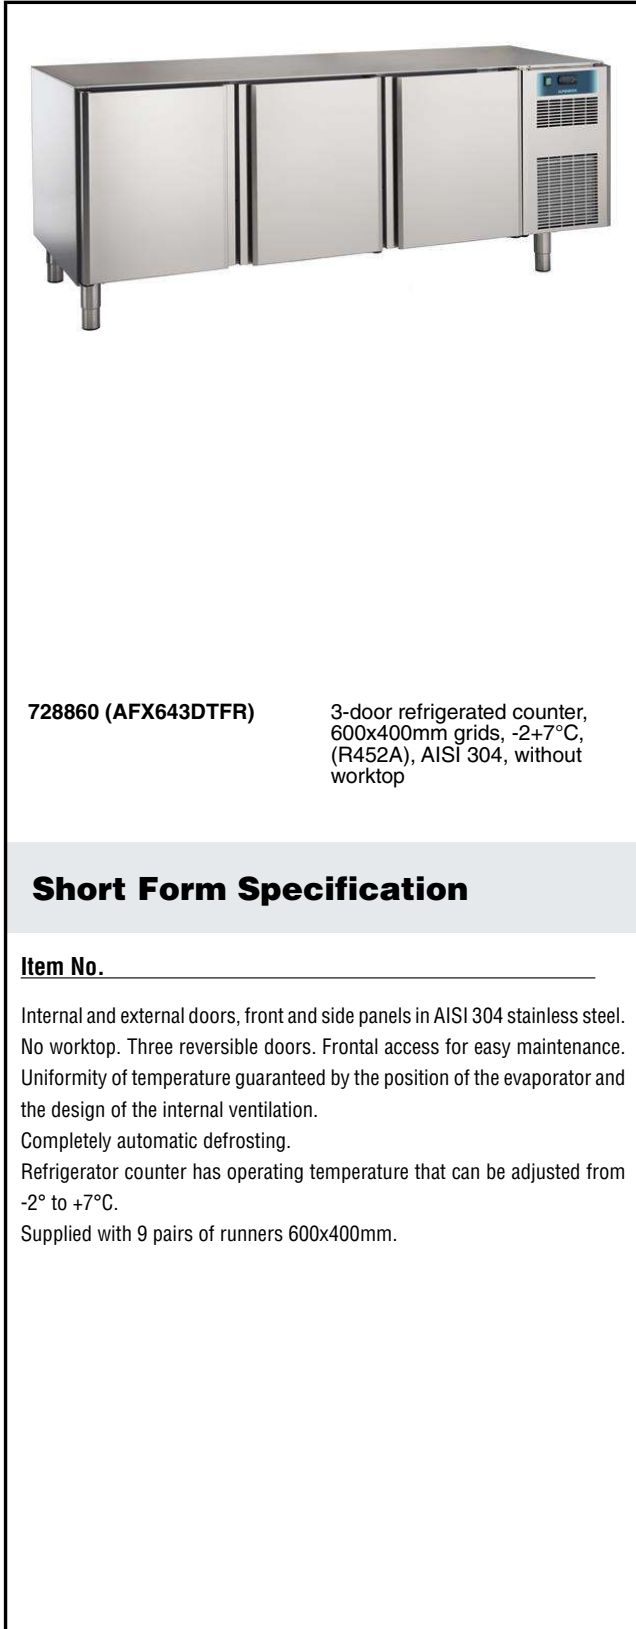 728860 (AFX643DTFR)
3-door refrigerated counter,
600x400mm grids, -2+7°C,
(R452A), AISI 304, without
worktop
Short Form Specification
Item No.
Internal and external doors, front and side panels in AISI 304 stainless steel.
No worktop. Three reversible doors. Frontal access for easy maintenance.
Uniformity of temperature guaranteed by the position of the evaporator and
the design of the internal ventilation.
Completely automatic defrosting.
Refrigerator counter has operating temperature that can be adjusted from
-2° to +7°C.
Supplied with 9 pairs of runners 600x400mm.